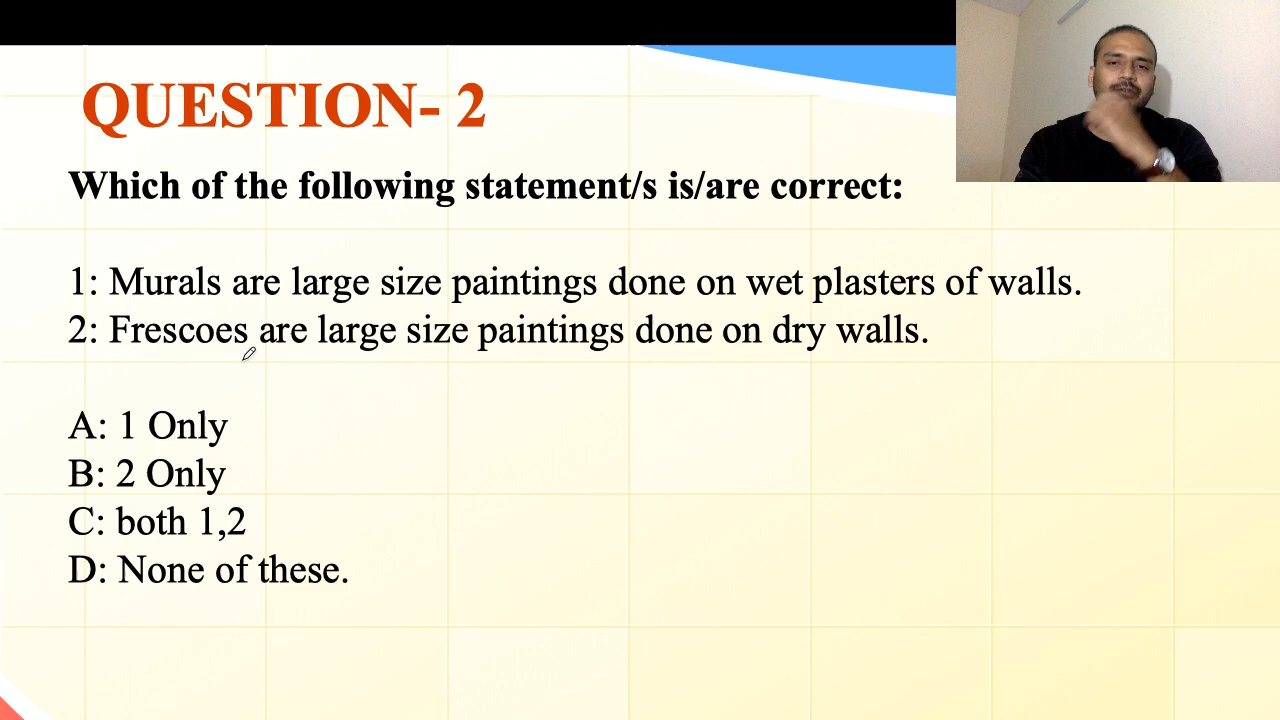 QUESTION- 2
Which of the following statement/s is/are correct:
1: Murals are large size paintings done on wet plasters of walls.
2: Frescoes are large size paintings done on dry walls.
A: 1 Only
B: 2 Only
C: both 1,2
D: None of these.